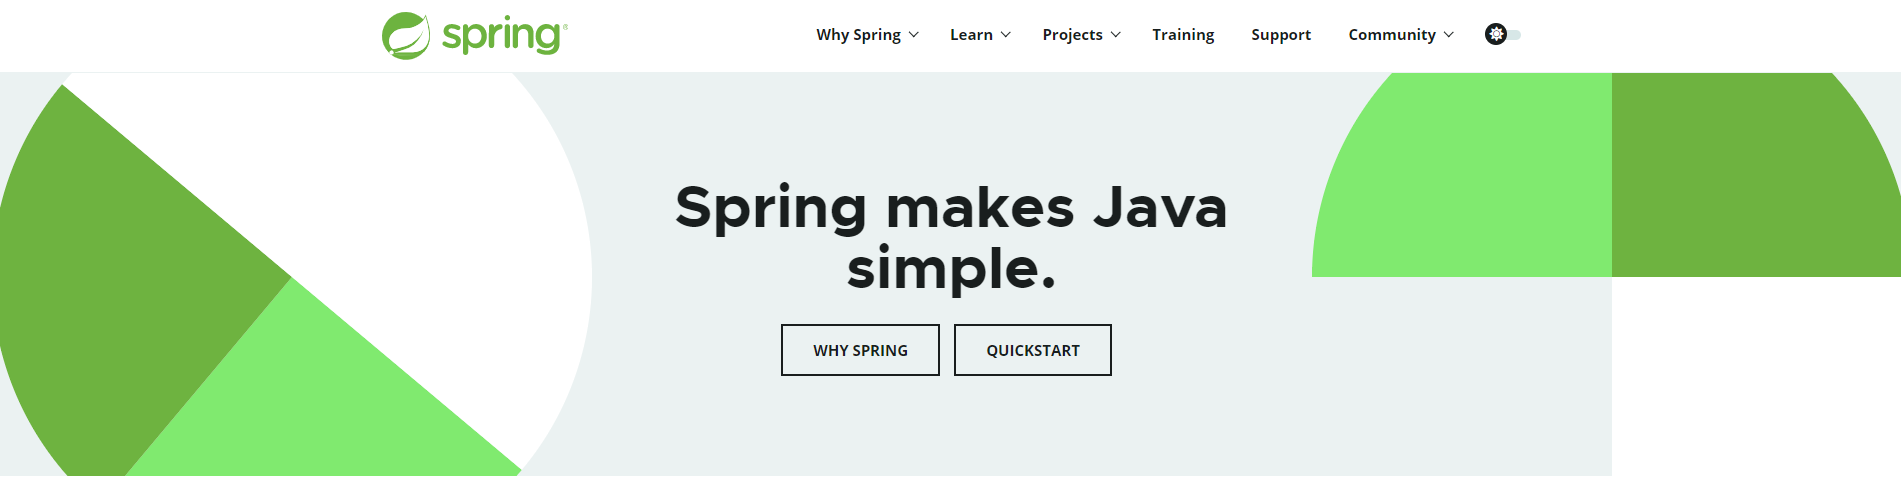 spring®
Why Spring Learn Projects Training Support Community
Spring makes Java
simple.
WHY SPRING QUICKSTART